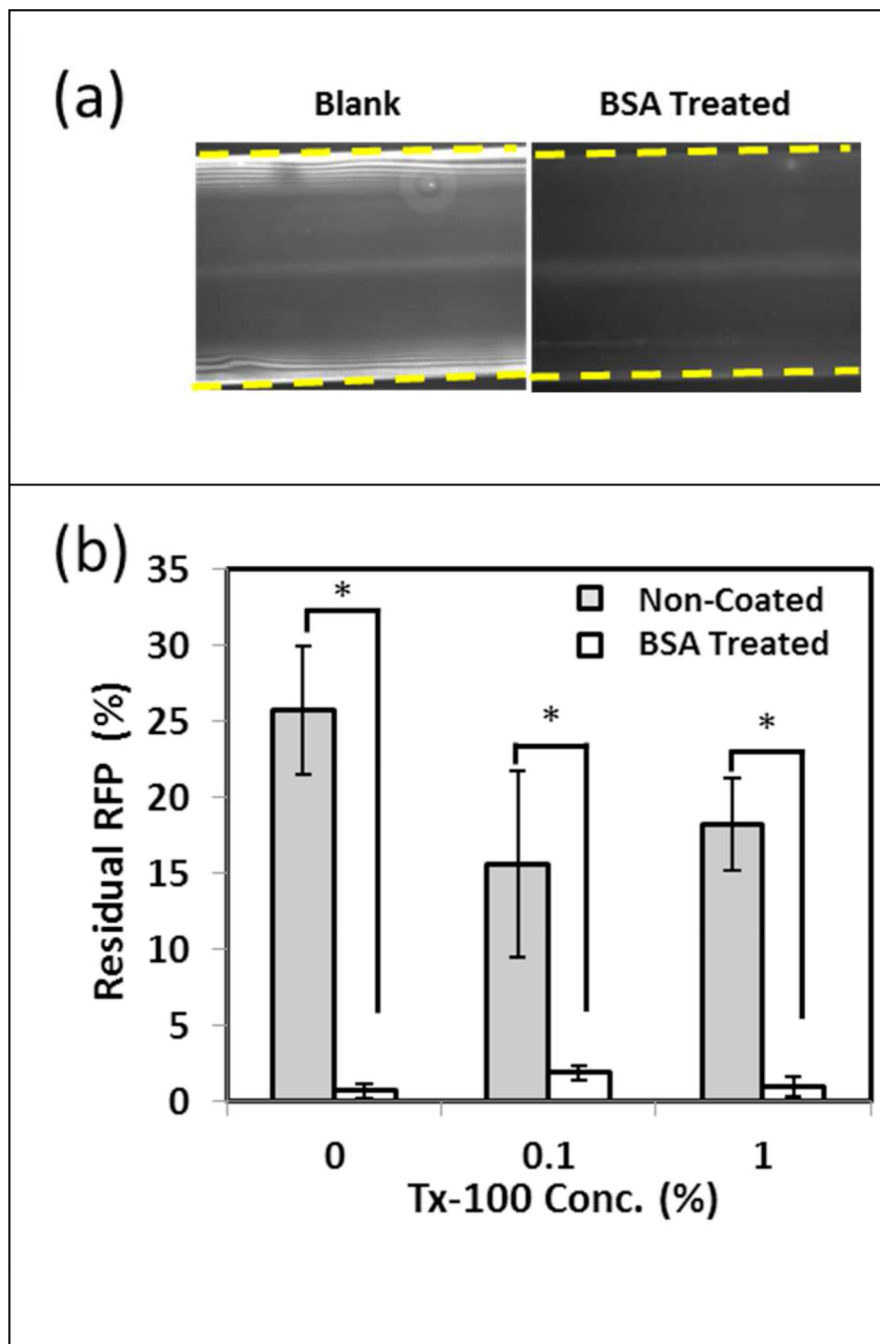 (a)
Blank
BSA Treated
(b)
35
30
25
20
15
10
5
0
Residual RFP (%)
*
*
*
Non-Coated
BSA Treated
0 0.1 1
Tx-100 Conc. (%)